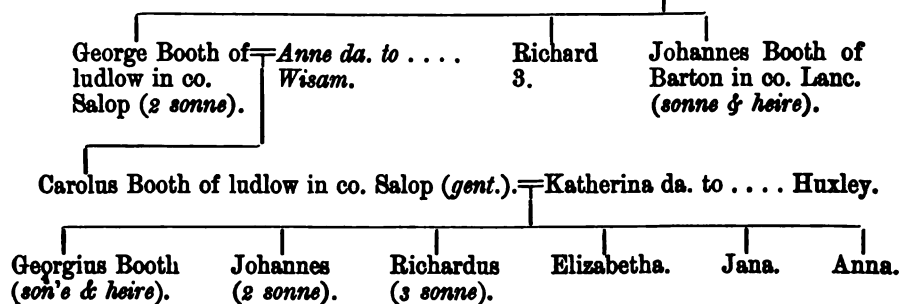 George Booth of=Anne da. to . . . . Richard Johannes Booth of
ludlow in co. Wisam. 3. Barton in co. Lanc.
Salop (2 sonne). (sonne & heire).
Carolus Booth of ludlow in co. Salop (gent.).=Katherina da. to . . . . Huxley.
Georgius Booth Johannes Richardus Elizabetha. Jana. Anna.
(son'e & heire). (2 sonne). (3 sonne).